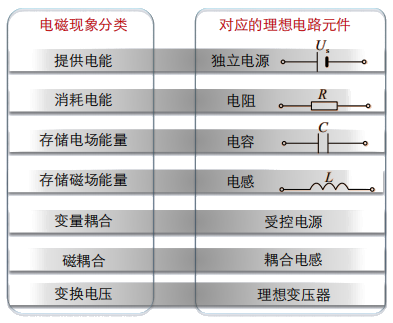 电磁现象分类 对应的理想电路元件
提供电能 独立电源 Us
消耗电能 电阻 R
存储电场能量 电容 C
存储磁场能量 电感 L
变量耦合 受控电源
磁耦合 耦合电感
变换电压 理想变压器